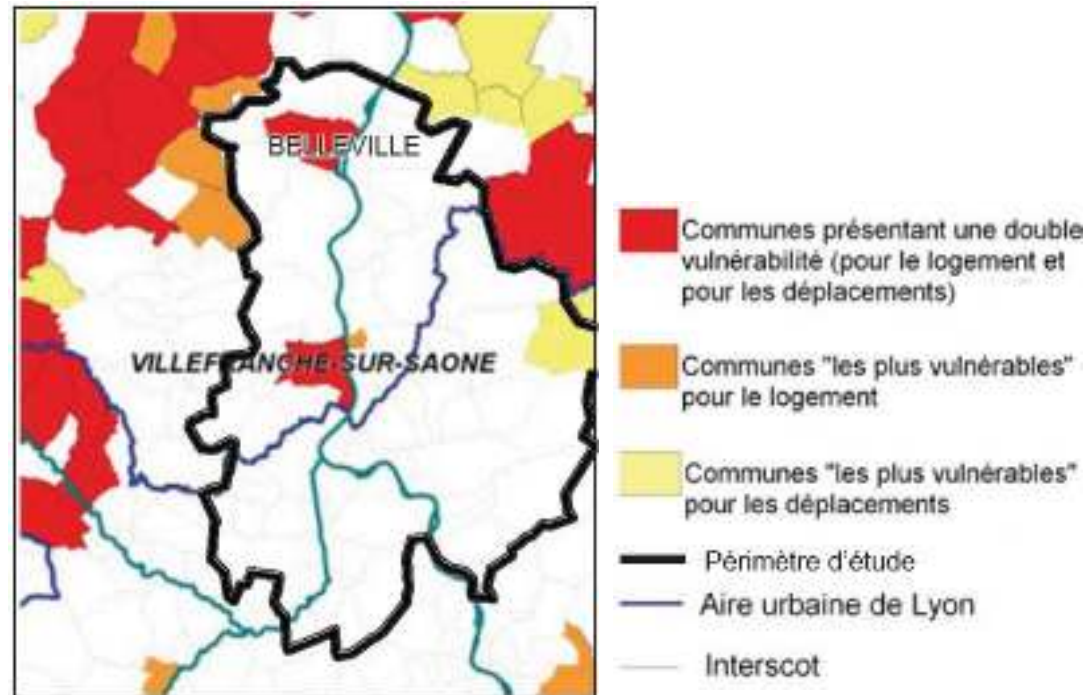 BELLEVILLE
VILLEFRANCHE-SUR-SAONE
Communes présentant une double
vulnérabilité (pour le logement et
pour les déplacements)
Communes "les plus vulnérables"
pour le logement
Communes "les plus vulnérables"
pour les déplacements
Périmètre d'étude
Aire urbaine de Lyon
Interscot